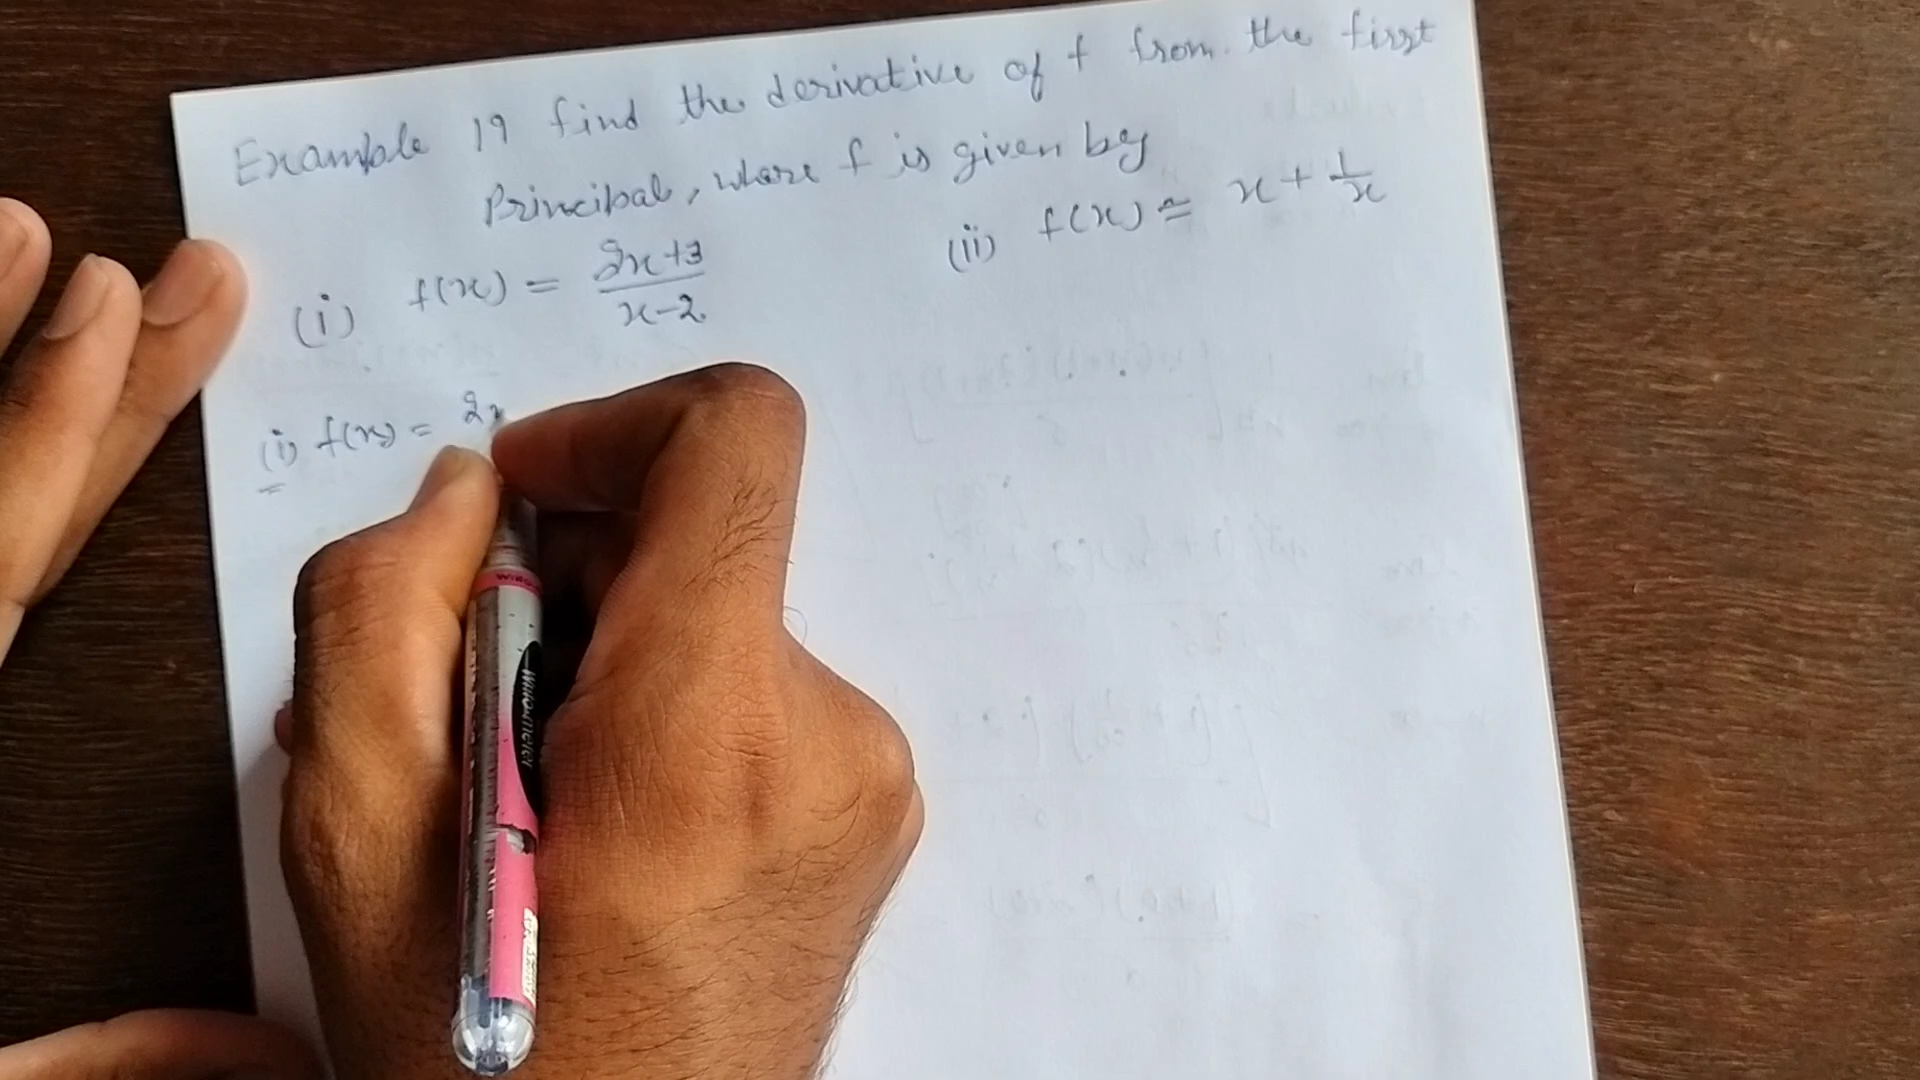 Example 19 find the derivative of f from the first
Principal, where f is given by
(i) f(x) = 2x+3/x-2 (ii) f(x) = x + 1/x
(i) f(x) = 2x